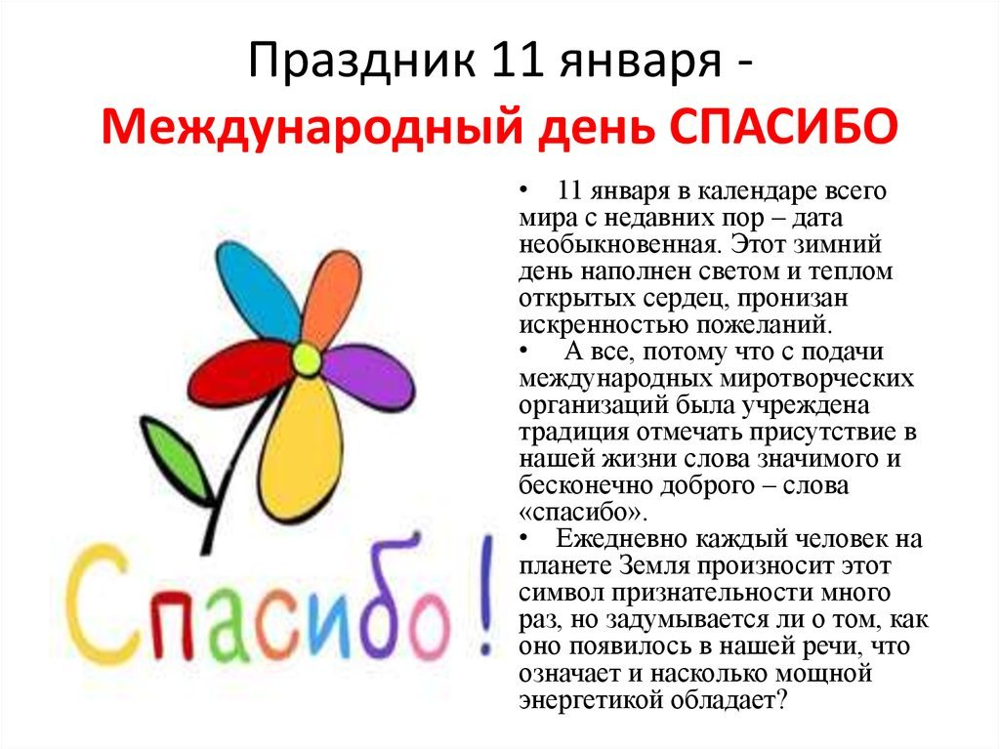 Праздник 11 января -
Международный день СПАСИБО
• 11 января в календаре всего
мира с недавних пор – дата
необыкновенная. Этот зимний
день наполнен светом и теплом
открытых сердец, пронизан
искренностью пожеланий.
• А все, потому что с подачи
международных миротворческих
организаций была учреждена
традиция отмечать присутствие в
нашей жизни слова значимого и
бесконечно доброго – слова
«спасибо».
• Ежедневно каждый человек на
планете Земля произносит этот
символ признательности много
раз, но задумывается ли о том, как
оно появилось в нашей речи, что
означает и насколько мощной
энергетикой обладает?
Спасибо!